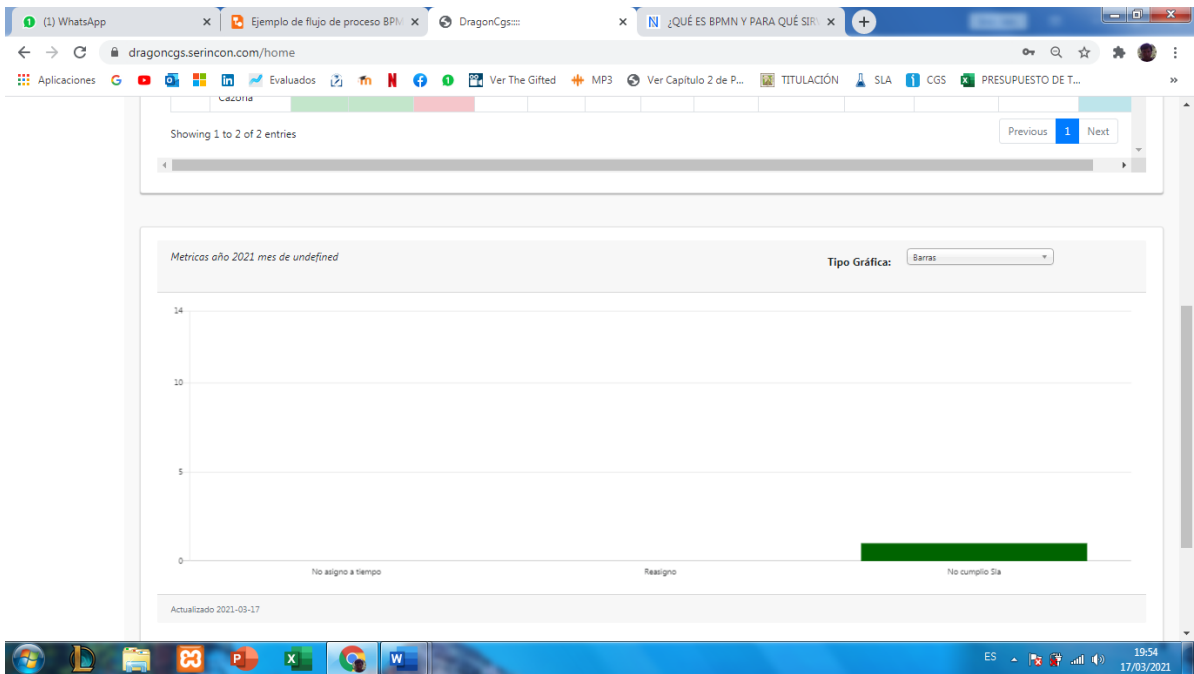 (1) WhatsApp
Ejemplo de flujo de proceso BPM
DragonCgs::::
¿QUÉ ES BPMN Y PARA QUÉ SIR
dragoncgs.serincon.com/home
Aplicaciones
Evaluados
Ver The Gifted
MP3
Ver Capítulo 2 de P...
TITULACIÓN
SLA
CGS
PRESUPUESTO DE T...
»
Cazona
Showing 1 to 2 of 2 entries
Previous 1 Next
Metricas año 2021 mes de undefined
Tipo Gráfica: Barras
14
10
5
0
No asigno a tiempo
Reasigno
No cumplio Sla
Actualizado 2021-03-17
ES
19:54
17/03/2021